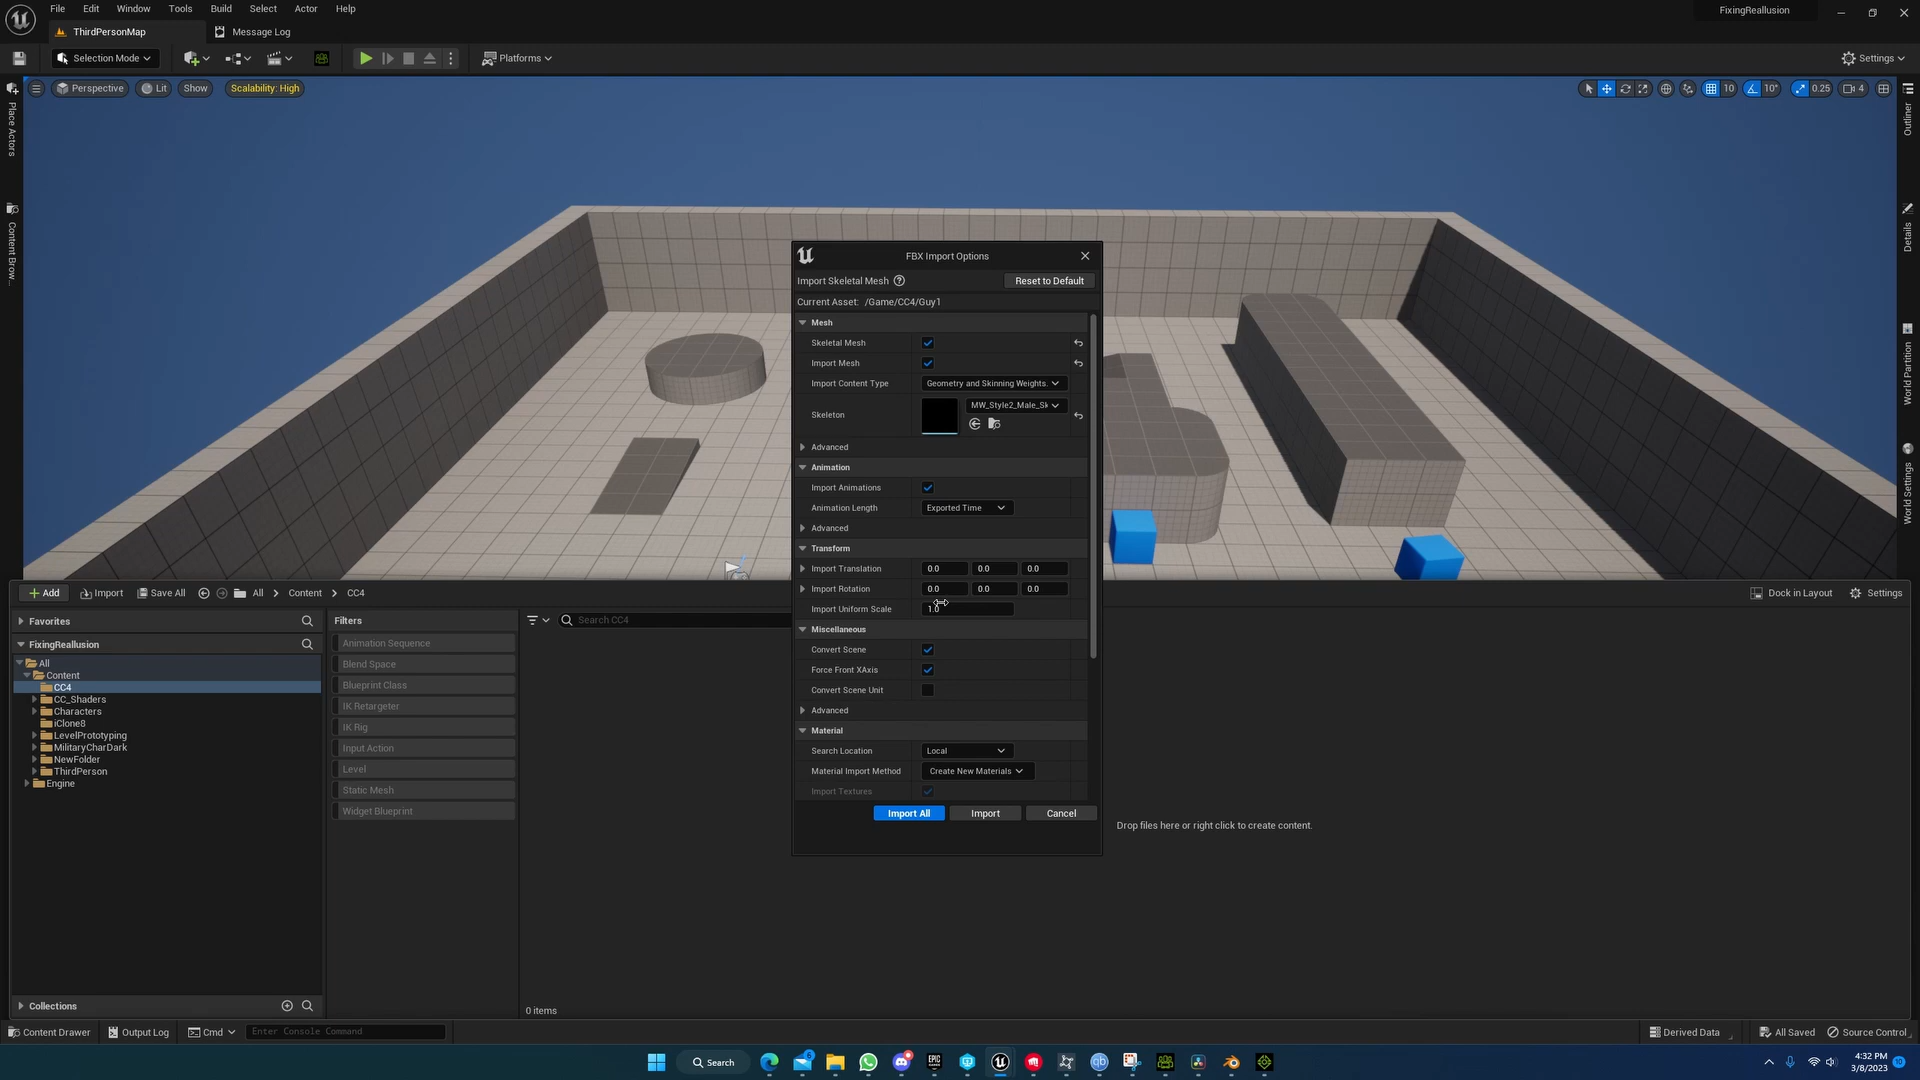 File Edit Window Tools Build Select Actor Help
FixingReallusion
ThirdPersonMap
Message Log
Selection Mode
Platforms
Settings
Perspective
Lit
Show
Scalability: High
10
10°
0.25
4
Place Actors
Content Brow...
Outliner
Details
World Partition
World Settings
FBX Import Options
Import Skeletal Mesh
Reset to Default
Current Asset: /Game/CC4/Guy1
Mesh
Skeletal Mesh
Import Mesh
Import Content Type Geometry and Skinning Weights.
Skeleton MW_Style2_Male_Sk
Advanced
Animation
Import Animations
Animation Length Exported Time
Advanced
Transform
Import Translation 0.0 0.0 0.0
Import Rotation 0.0 0.0 0.0
Import Uniform Scale 1.0
Miscellaneous
Convert Scene
Force Front XAxis
Convert Scene Unit
Advanced
Material
Search Location Local
Material Import Method Create New Materials
Import Textures
Import All Import Cancel
Add Import Save All All Content CC4
Dock in Layout Settings
Favorites
FixingReallusion
All
Content
CC4
CC_Shaders
Characters
iClone8
LevelPrototyping
MilitaryCharDark
NewFolder
ThirdPerson
Engine
Collections
Filters
Animation Sequence
Blend Space
Blueprint Class
IK Retargeter
IK Rig
Input Action
Level
Static Mesh
Widget Blueprint
Search CC4
Drop files here or right click to create content.
0 items
Content Drawer Output Log Cmd Enter Console Command
Derived Data All Saved Source Control
Search
EPIC
4:32 PM
3/8/2023